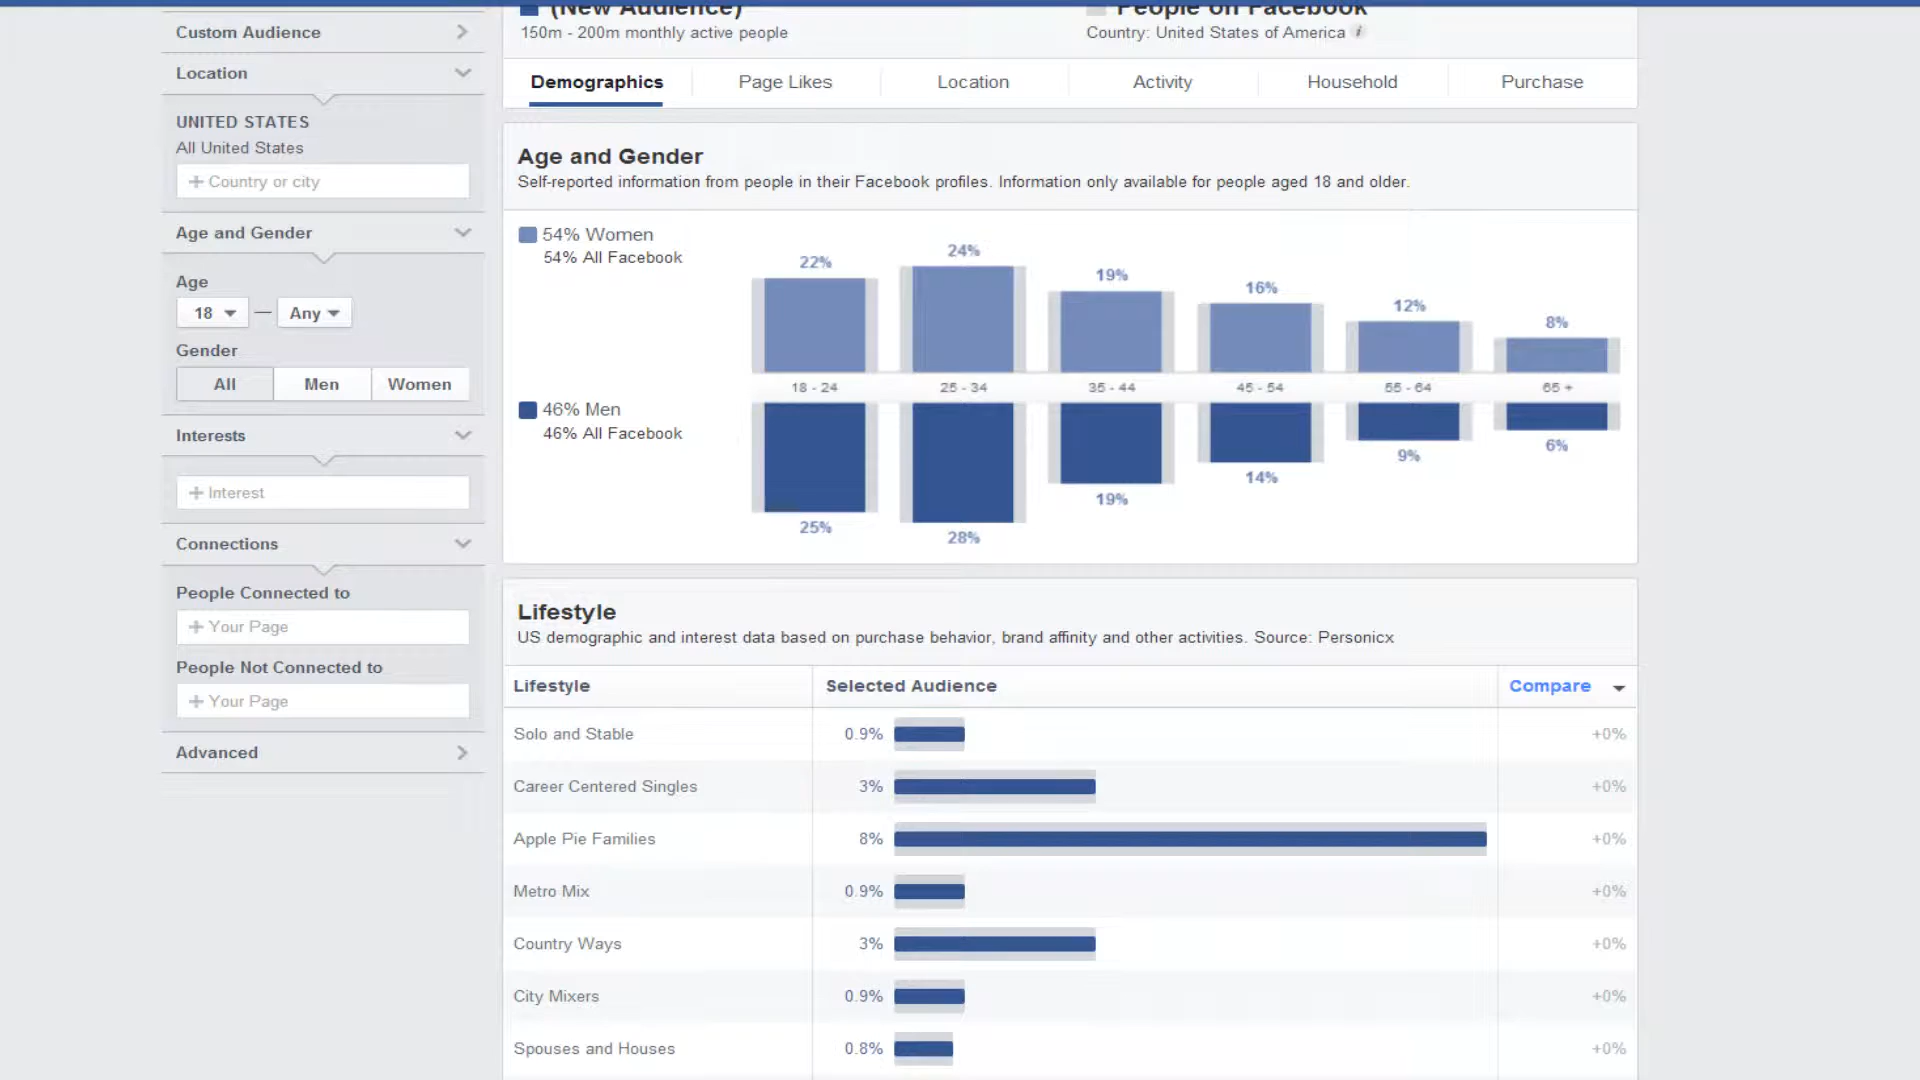 (New Audience)
People on Facebook
150m - 200m monthly active people
Country: United States of America i
Custom Audience
Location
UNITED STATES
All United States
+ Country or city
Age and Gender
Age
18
—
Any
Gender
All
Men
Women
Interests
+ Interest
Connections
People Connected to
+ Your Page
People Not Connected to
+ Your Page
Advanced
Demographics
Page Likes
Location
Activity
Household
Purchase
Age and Gender
Self-reported information from people in their Facebook profiles. Information only available for people aged 18 and older.
54% Women
54% All Facebook
22%
24%
19%
16%
12%
8%
18 - 24
25 - 34
35 - 44
45 - 54
55 - 64
65 +
46% Men
46% All Facebook
25%
28%
19%
14%
9%
6%
Lifestyle
US demographic and interest data based on purchase behavior, brand affinity and other activities. Source: Personicx
Lifestyle
Selected Audience
Compare
Solo and Stable 0.9% +0%
Career Centered Singles 3% +0%
Apple Pie Families 8% +0%
Metro Mix 0.9% +0%
Country Ways 3% +0%
City Mixers 0.9% +0%
Spouses and Houses 0.8% +0%